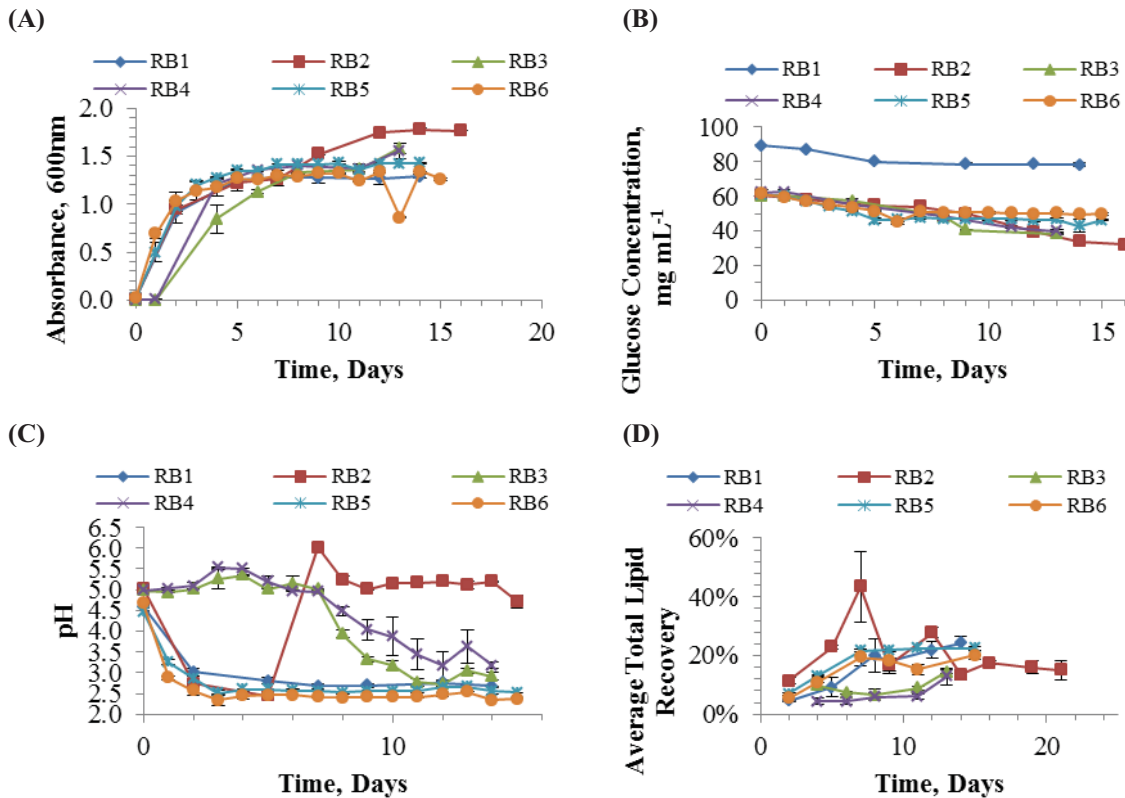 (A)
RB1 RB2 RB3
RB4 RB5 RB6
2.0
1.5
1.0
0.5
0.0
0 5 10 15 20
Absorbance, 600nm
Time, Days
(B)
RB1 RB2 RB3
RB4 RB5 RB6
100
80
60
40
20
0
0 5 10 15
Glucose Concentration,
mg mL-1
Time, Days
(C)
RB1 RB2 RB3
RB4 RB5 RB6
6.5
6.0
5.5
5.0
4.5
4.0
3.5
3.0
2.5
2.0
0 10
pH
Time, Days
(D)
RB1 RB2 RB3
RB4 RB5 RB6
60%
40%
20%
0%
0 10 20
Average Total Lipid
Recovery
Time, Days